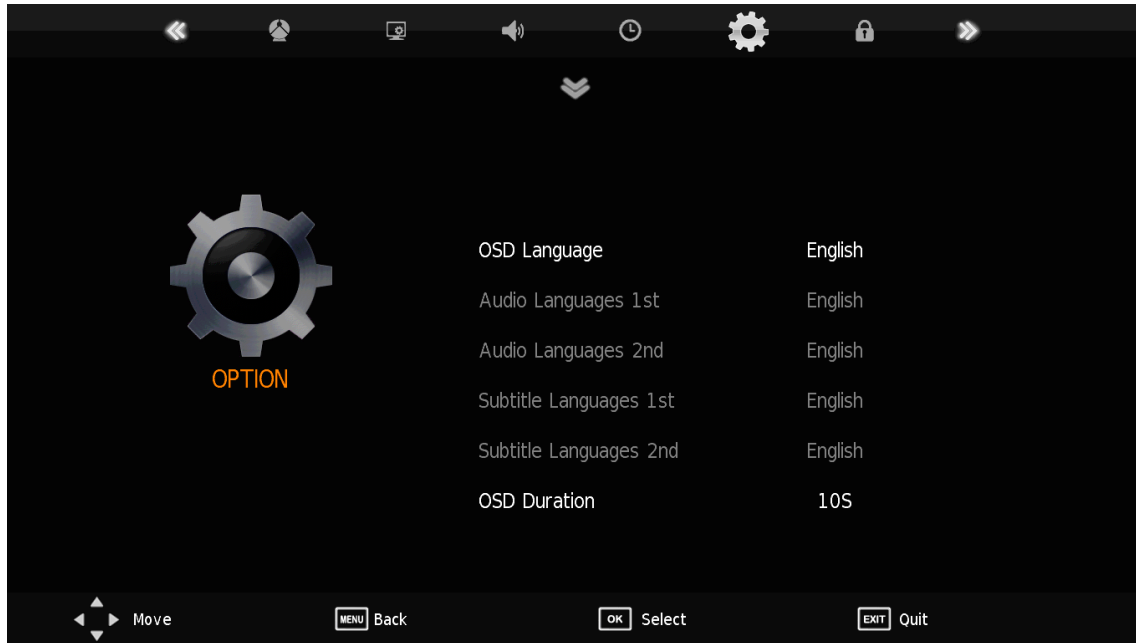 OSD Language English
Audio Languages 1st English
Audio Languages 2nd English
OPTION
Subtitle Languages 1st English
Subtitle Languages 2nd English
OSD Duration 10S
Move MENU Back OK Select EXIT Quit